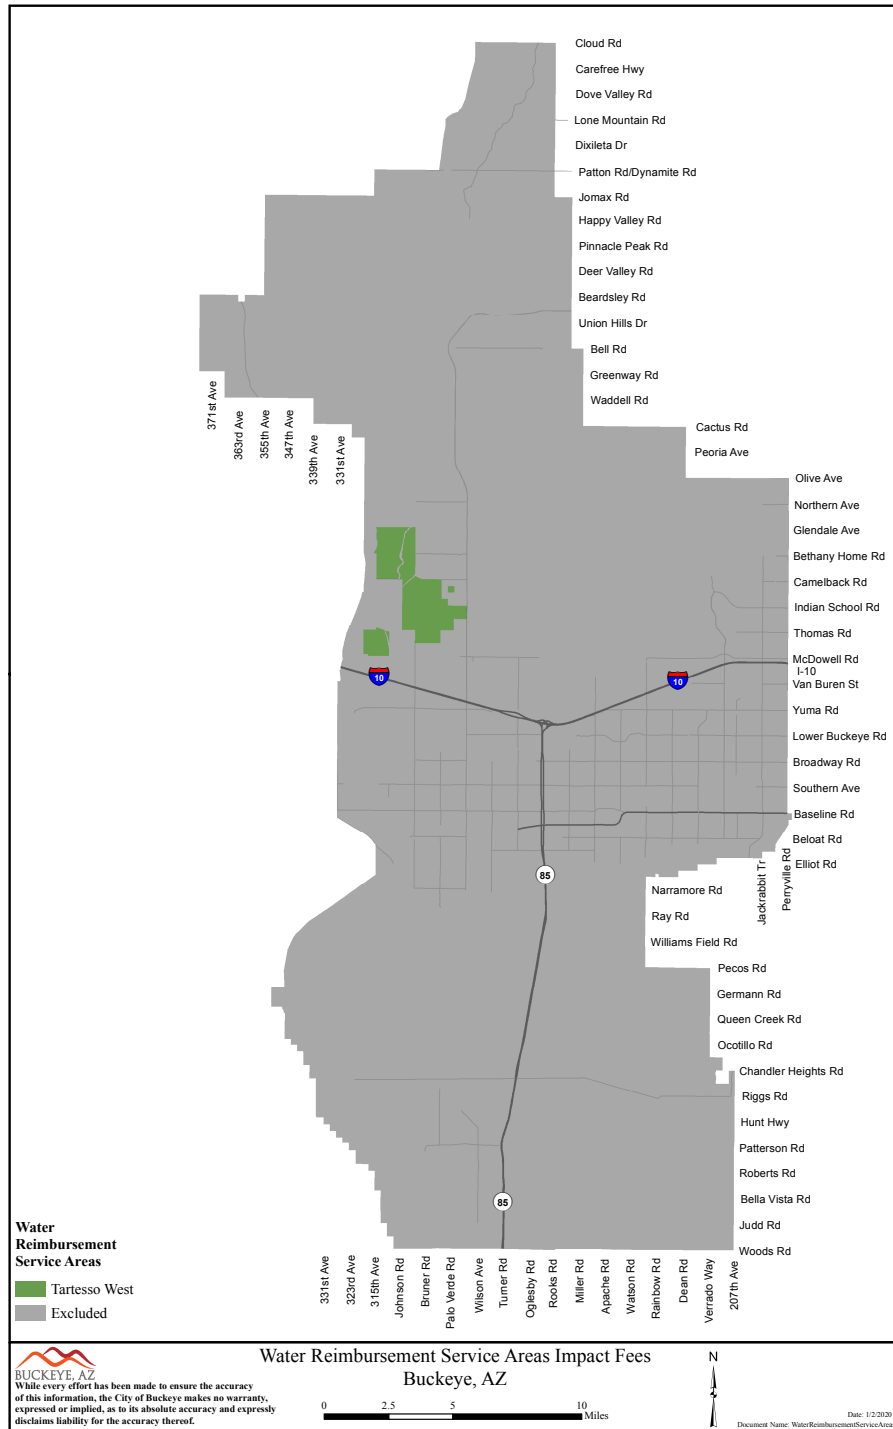 Cloud Rd
Carefree Hwy
Dove Valley Rd
Lone Mountain Rd
Dixileta Dr
Patton Rd/Dynamite Rd
Jomax Rd
Happy Valley Rd
Pinnacle Peak Rd
Deer Valley Rd
Beardsley Rd
Union Hills Dr
Bell Rd
Greenway Rd
Waddell Rd
371st Ave
363rd Ave
355th Ave
347th Ave
339th Ave
331st Ave
Cactus Rd
Peoria Ave
Olive Ave
Northern Ave
Glendale Ave
Bethany Home Rd
Camelback Rd
Indian School Rd
Thomas Rd
McDowell Rd
I-10
10
10
Van Buren St
Yuma Rd
Lower Buckeye Rd
Broadway Rd
Southern Ave
Baseline Rd
Beloat Rd
Elliot Rd
Jackrabbit Tr
Perryville Rd
85
Narramore Rd
Ray Rd
Williams Field Rd
Pecos Rd
Germann Rd
Queen Creek Rd
Ocotillo Rd
Chandler Heights Rd
Riggs Rd
Hunt Hwy
Patterson Rd
Roberts Rd
85
Bella Vista Rd
Judd Rd
Woods Rd
331st Ave
323rd Ave
315th Ave
Johnson Rd
Bruner Rd
Palo Verde Rd
Wilson Ave
Turner Rd
Oglesby Rd
Rooks Rd
Miller Rd
Apache Rd
Watson Rd
Rainbow Rd
Dean Rd
Verrado Way
207th Ave
Water
Reimbursement
Service Areas
Tartesso West
Excluded
BUCKEYE, AZ
While every effort has been made to ensure the accuracy
of this information, the City of Buckeye makes no warranty,
expressed or implied, as to its absolute accuracy and expressly
disclaims liability for the accuracy thereof.
Water Reimbursement Service Areas Impact Fees
Buckeye, AZ
0 2.5 5 10
Miles
N
Date: 1/2/2020
Document Name: WaterReimbursementServiceAreas